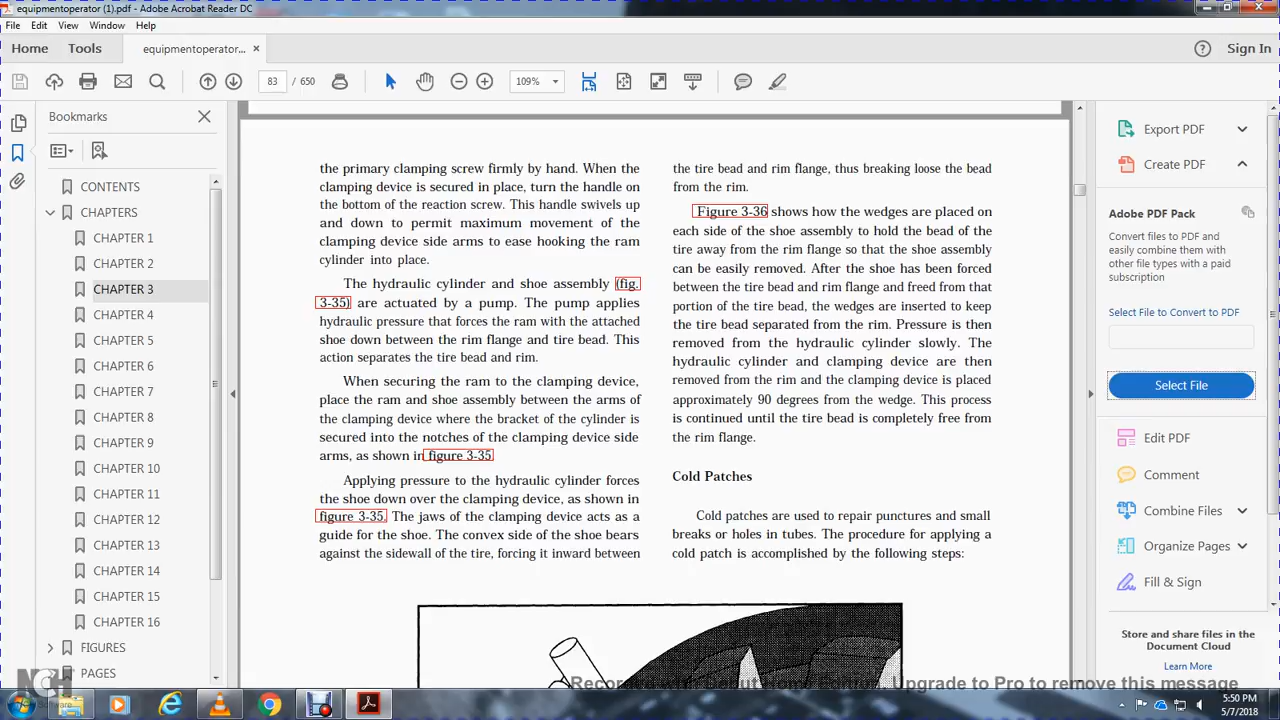 equipmentoperator (1).pdf - Adobe Acrobat Reader DC
File Edit View Window Help
Home Tools equipmentoperator... × Sign In
83 / 650 109%
Bookmarks
CONTENTS
CHAPTERS
CHAPTER 1
CHAPTER 2
CHAPTER 3
CHAPTER 4
CHAPTER 5
CHAPTER 6
CHAPTER 7
CHAPTER 8
CHAPTER 9
CHAPTER 10
CHAPTER 11
CHAPTER 12
CHAPTER 13
CHAPTER 14
CHAPTER 15
CHAPTER 16
FIGURES
PAGES
the primary clamping screw firmly by hand. When the
clamping device is secured in place, turn the handle on
the bottom of the reaction screw. This handle swivels up
and down to permit maximum movement of the
clamping device side arms to ease hooking the ram
cylinder into place.
The hydraulic cylinder and shoe assembly (fig.
3-35) are actuated by a pump. The pump applies
hydraulic pressure that forces the ram with the attached
shoe down between the rim flange and tire bead. This
action separates the tire bead and rim.
When securing the ram to the clamping device,
place the ram and shoe assembly between the arms of
the clamping device where the bracket of the cylinder is
secured into the notches of the clamping device side
arms, as shown in figure 3-35
Applying pressure to the hydraulic cylinder forces
the shoe down over the clamping device, as shown in
figure 3-35. The jaws of the clamping device acts as a
guide for the shoe. The convex side of the shoe bears
against the sidewall of the tire, forcing it inward between
the tire bead and rim flange, thus breaking loose the bead
from the rim.
Figure 3-36 shows how the wedges are placed on
each side of the shoe assembly to hold the bead of the
tire away from the rim flange so that the shoe assembly
can be easily removed. After the shoe has been forced
between the tire bead and rim flange and freed from that
portion of the tire bead, the wedges are inserted to keep
the tire bead separated from the rim. Pressure is then
removed from the hydraulic cylinder slowly. The
hydraulic cylinder and clamping device are then
removed from the rim and the clamping device is placed
approximately 90 degrees from the wedge. This process
is continued until the tire bead is completely free from
the rim flange.
Cold Patches
Cold patches are used to repair punctures and small
breaks or holes in tubes. The procedure for applying a
cold patch is accomplished by the following steps:
Export PDF
Create PDF
Adobe PDF Pack
Convert files to PDF and
easily combine them with
other file types with a paid
subscription
Select File to Convert to PDF
Select File
Edit PDF
Comment
Combine Files
Organize Pages
Fill & Sign
Store and share files in the
Document Cloud
Learn More
NCH
Software
Upgrade to Pro to remove this message
5:50 PM
5/7/2018